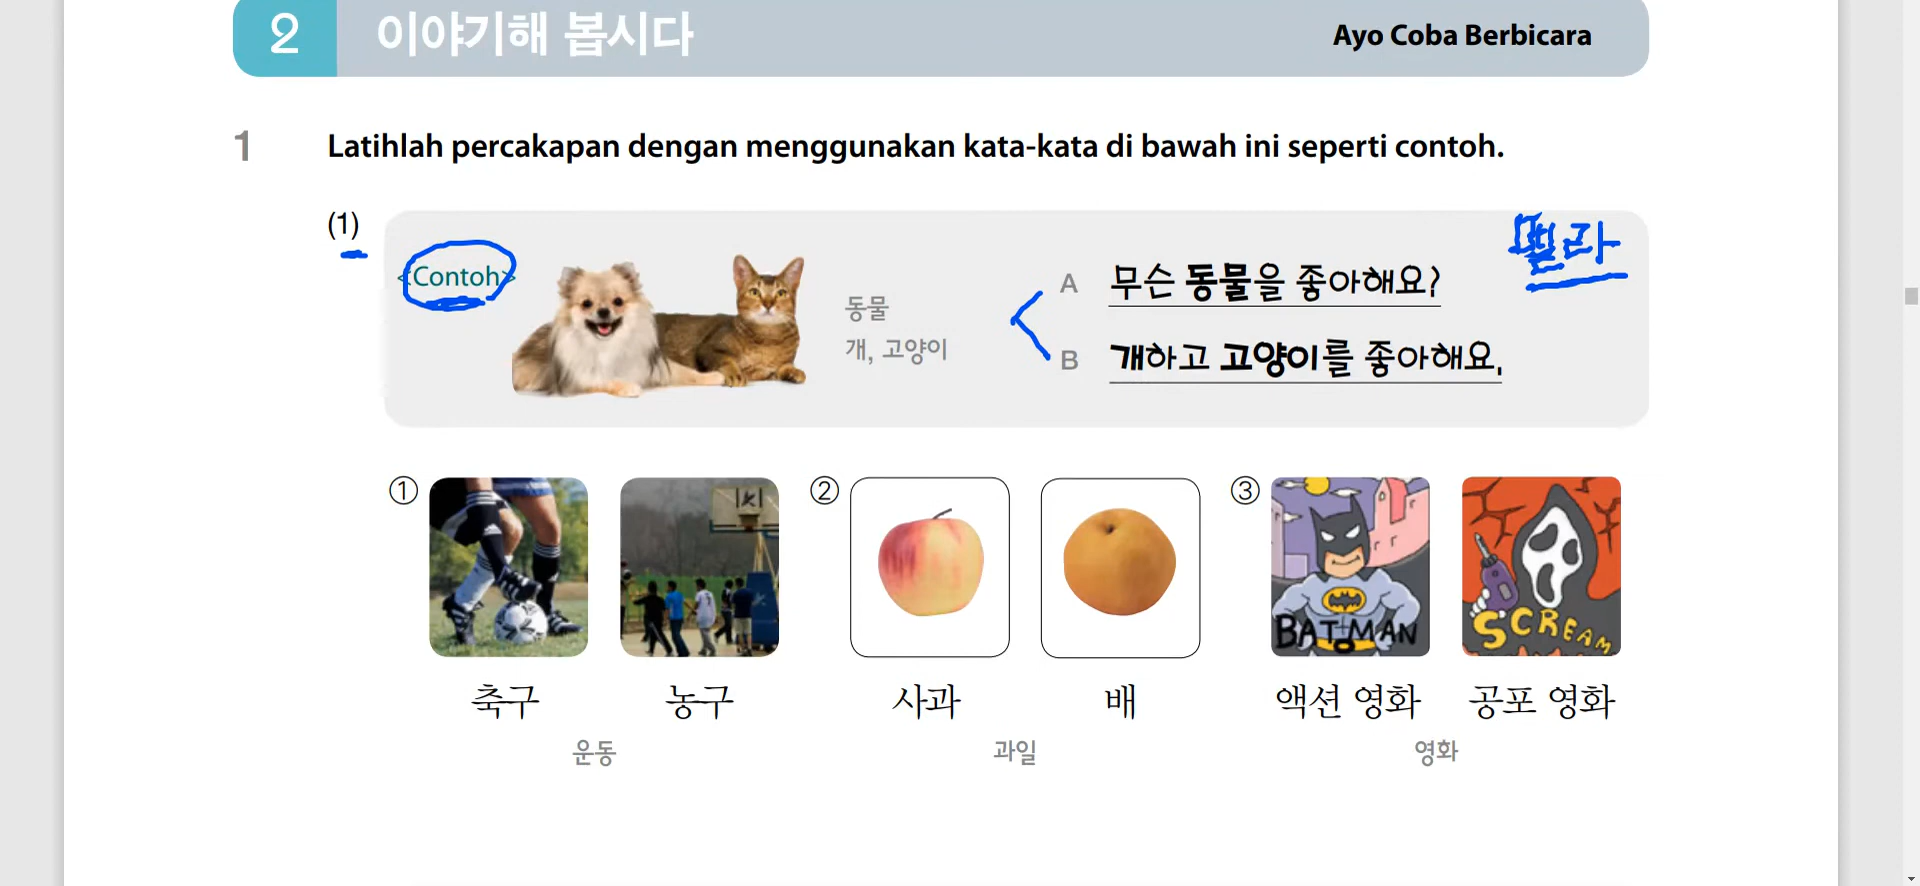 2 이야기해 봅시다 Ayo Coba Berbicara
1 Latihlah percakapan dengan menggunakan kata-kata di bawah ini seperti contoh.
(1)
<Contoh>
동물
개, 고양이
A 무슨 동물을 좋아해요?
B 개하고 고양이를 좋아해요.
① ② ③
BATMAN
SCREAM
축구 농구 사과 배 액션 영화 공포 영화
운동 과일 영화